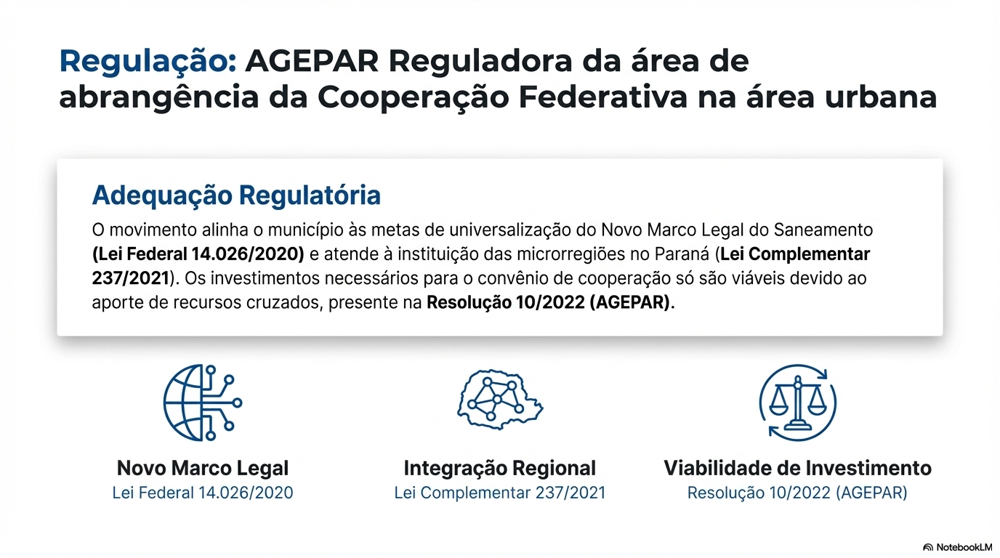 Regulação: AGEPAR Reguladora da área de
abrangência da Cooperação Federativa na área urbana
Adequação Regulatória
O movimento alinha o município às metas de universalização do Novo Marco Legal do Saneamento
(Lei Federal 14.026/2020) e atende à instituição das microrregiões no Paraná (Lei Complementar
237/2021). Os investimentos necessários para o convênio de cooperação só são viáveis devido ao
aporte de recursos cruzados, presente na Resolução 10/2022 (AGEPAR).
Novo Marco Legal
Lei Federal 14.026/2020
Integração Regional
Lei Complementar 237/2021
Viabilidade de Investimento
Resolução 10/2022 (AGEPAR)
NotebookLM